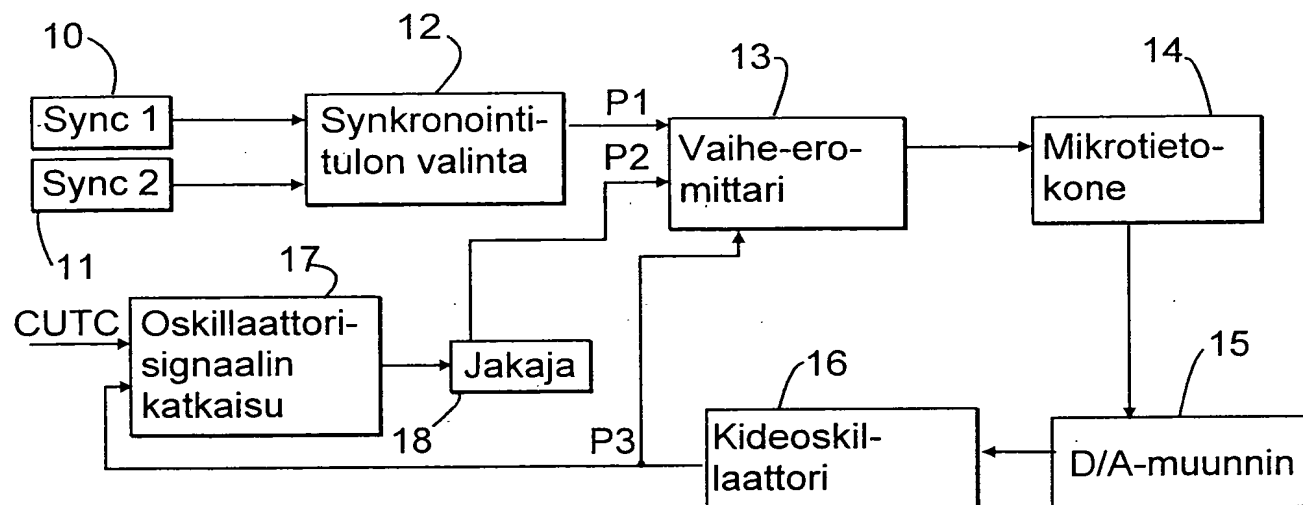 10
12
13
14
Sync 1
Sync 2
11
Synkronointi-
tulon valinta
P1
P2
Vaihe-ero-
mittari
Mikrotieto-
kone
17
CUTC
Oskillaattori-
signaalin
katkaisu
Jakaja
18
P3
16
Kideoskil-
laattori
15
D/A-muunnin